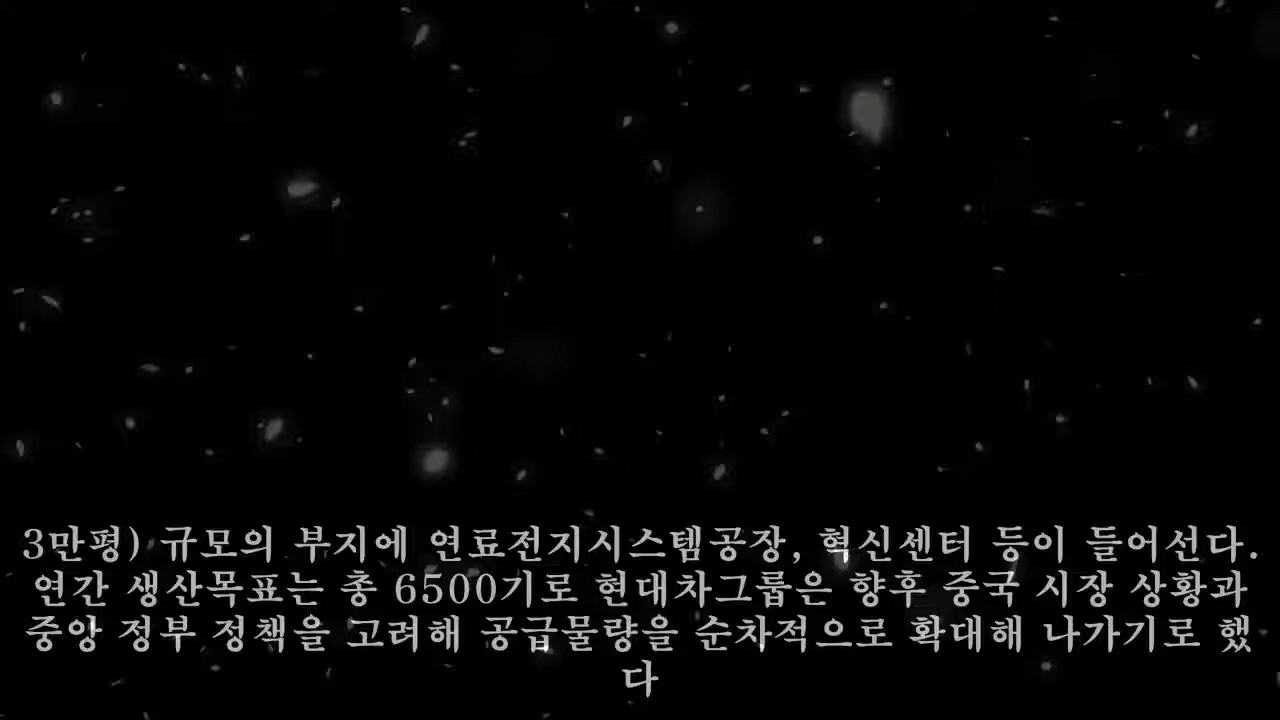 3만평) 규모의 부지에 연료전지시스템공장, 혁신센터 등이 들어선다.
연간 생산목표는 총 6500기로 현대차그룹은 향후 중국 시장 상황과
중앙 정부 정책을 고려해 공급물량을 순차적으로 확대해 나가기로 했
다